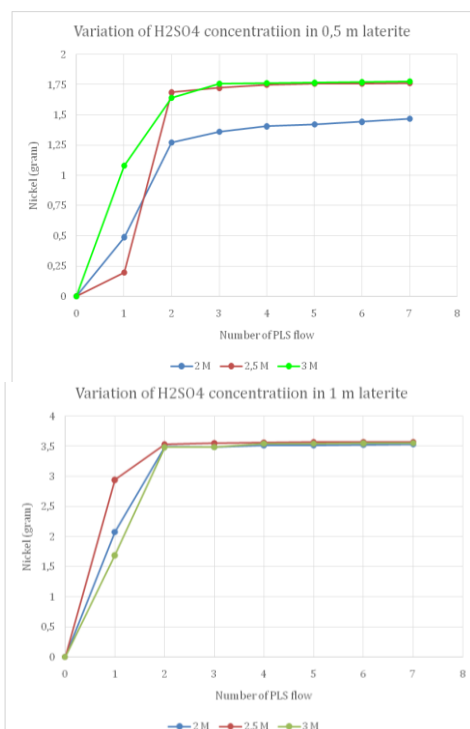 Variation of H2SO4 concentratiion in 0,5 m laterite
2
1,75
1,5
1,25
1
0,75
0,5
0,25
0
Nickel (gram)
0 1 2 3 4 5 6 7 8
Number of PLS flow
2 M 2,5 M 3 M
Variation of H2SO4 concentratiion in 1 m laterite
4
3,5
3
2,5
2
1,5
1
0,5
0
Nickel (gram)
0 1 2 3 4 5 6 7 8
Number of PLS flow
2 M 2,5 M 3 M